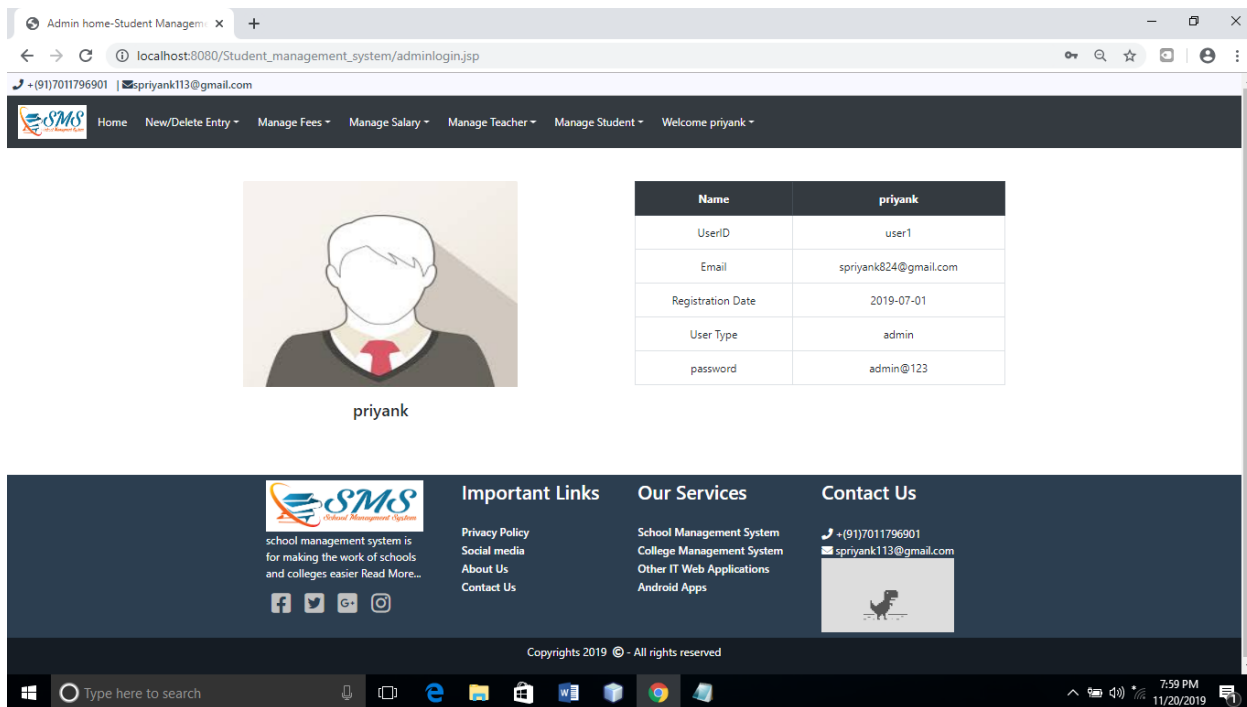 Admin home-Student Managem
localhost:8080/Student_management_system/adminlogin.jsp
+(91)7011796901 | spriyank113@gmail.com
SMS Home New/Delete Entry Manage Fees Manage Salary Manage Teacher Manage Student Welcome priyank
Name priyank
UserID user1
Email spriyank824@gmail.com
Registration Date 2019-07-01
User Type admin
password admin@123
priyank
SMS
School Management System
school management system is
for making the work of schools
and colleges easier Read More...
Important Links
Privacy Policy
Social media
About Us
Contact Us
Our Services
School Management System
College Management System
Other IT Web Applications
Android Apps
Contact Us
+(91)7011796901
spriyank113@gmail.com
Copyrights 2019 © - All rights reserved
Type here to search
7:59 PM
11/20/2019